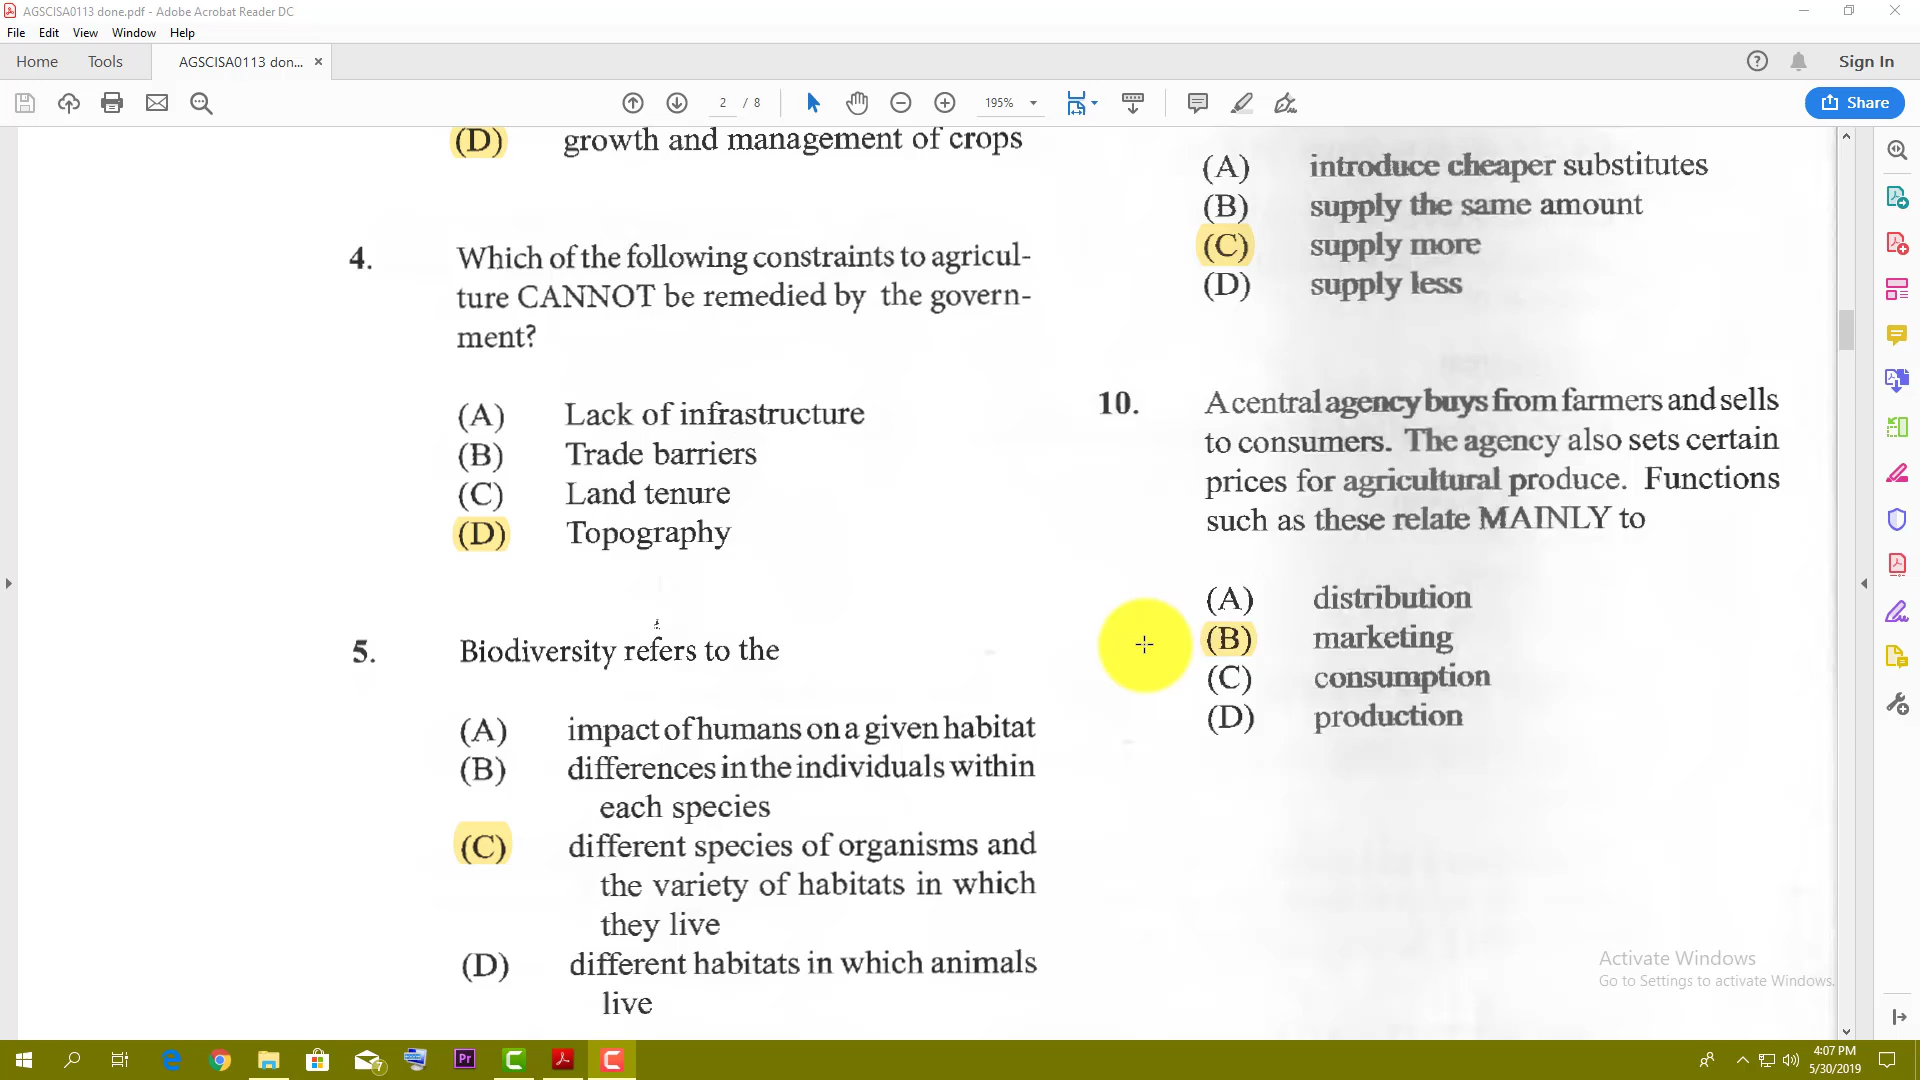 AGSCISA0113 done.pdf - Adobe Acrobat Reader DC
File Edit View Window Help
Home Tools AGSCISA0113 don... × Sign In
2 / 8 195% Share
(D) growth and management of crops
4. Which of the following constraints to agricul-
ture CANNOT be remedied by the govern-
ment?
(A) Lack of infrastructure
(B) Trade barriers
(C) Land tenure
(D) Topography
5. Biodiversity refers to the
(A) impact of humans on a given habitat
(B) differences in the individuals within
each species
(C) different species of organisms and
the variety of habitats in which
they live
(D) different habitats in which animals
live
(A) introduce cheaper substitutes
(B) supply the same amount
(C) supply more
(D) supply less
10. A central agency buys from farmers and sells
to consumers. The agency also sets certain
prices for agricultural produce. Functions
such as these relate MAINLY to
(A) distribution
(B) marketing
(C) consumption
(D) production
Activate Windows
Go to Settings to activate Windows.
7 Pr
4:07 PM
5/30/2019